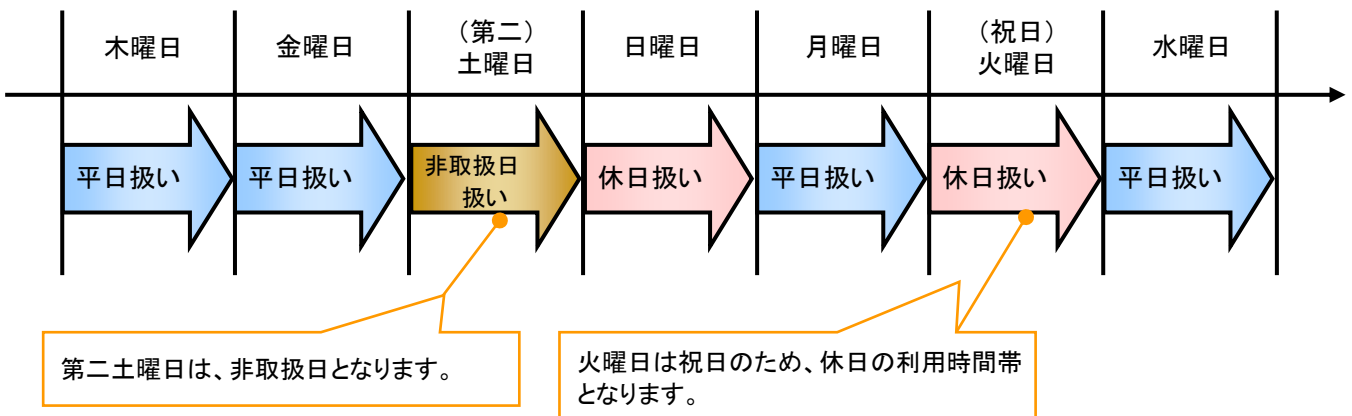 木曜日
金曜日
（第二）
土曜日
日曜日
月曜日
（祝日）
火曜日
水曜日
平日扱い
平日扱い
非取扱日
扱い
休日扱い
平日扱い
休日扱い
平日扱い
第二土曜日は、非取扱日となります。
火曜日は祝日のため、休日の利用時間帯
となります。